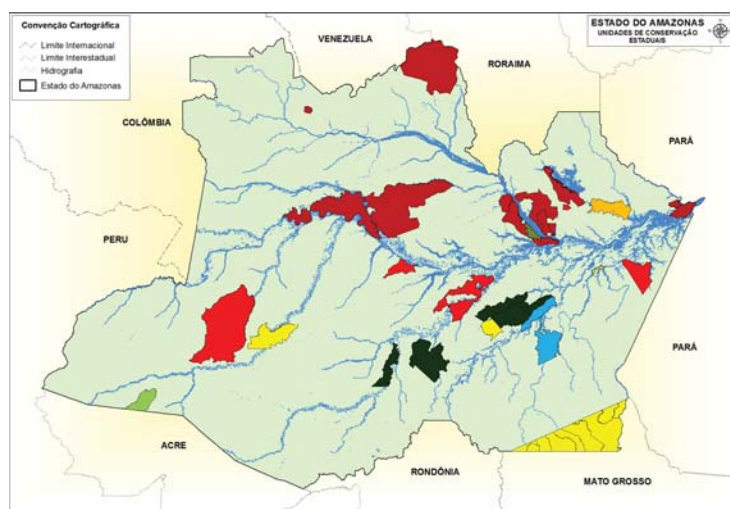 Convenção Cartográfica
Limite Internacional
Limite Interestadual
Hidrografia
Estado do Amazonas
ESTADO DO AMAZONAS
UNIDADES DE CONSERVAÇÃO
ESTADUAIS
VENEZUELA
RORAIMA
COLÔMBIA
PARÁ
PERU
PARÁ
ACRE
RONDÔNIA
MATO GROSSO